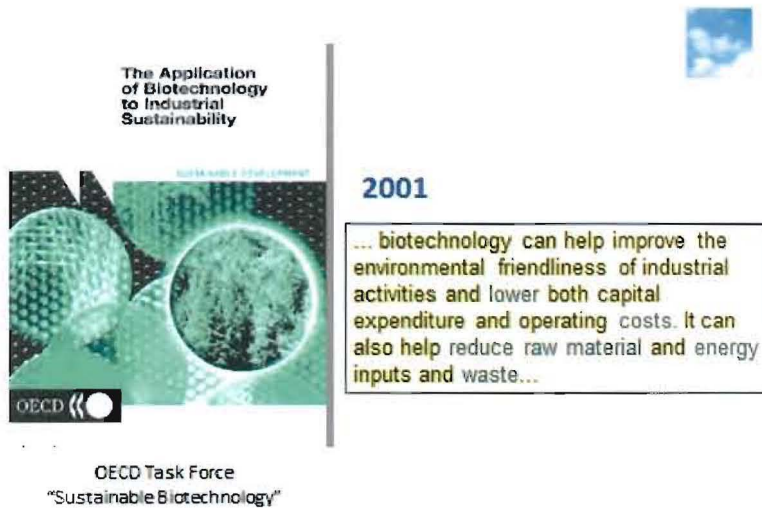 The Application
of Biotechnology
to Industrial
Sustainability
SUSTAINABLE DEVELOPMENT
OECD
OECD Task Force
"Sustainable Biotechnology"
2001
... biotechnology can help improve the
environmental friendliness of industrial
activities and lower both capital
expenditure and operating costs. It can
also help reduce raw material and energy
inputs and waste...